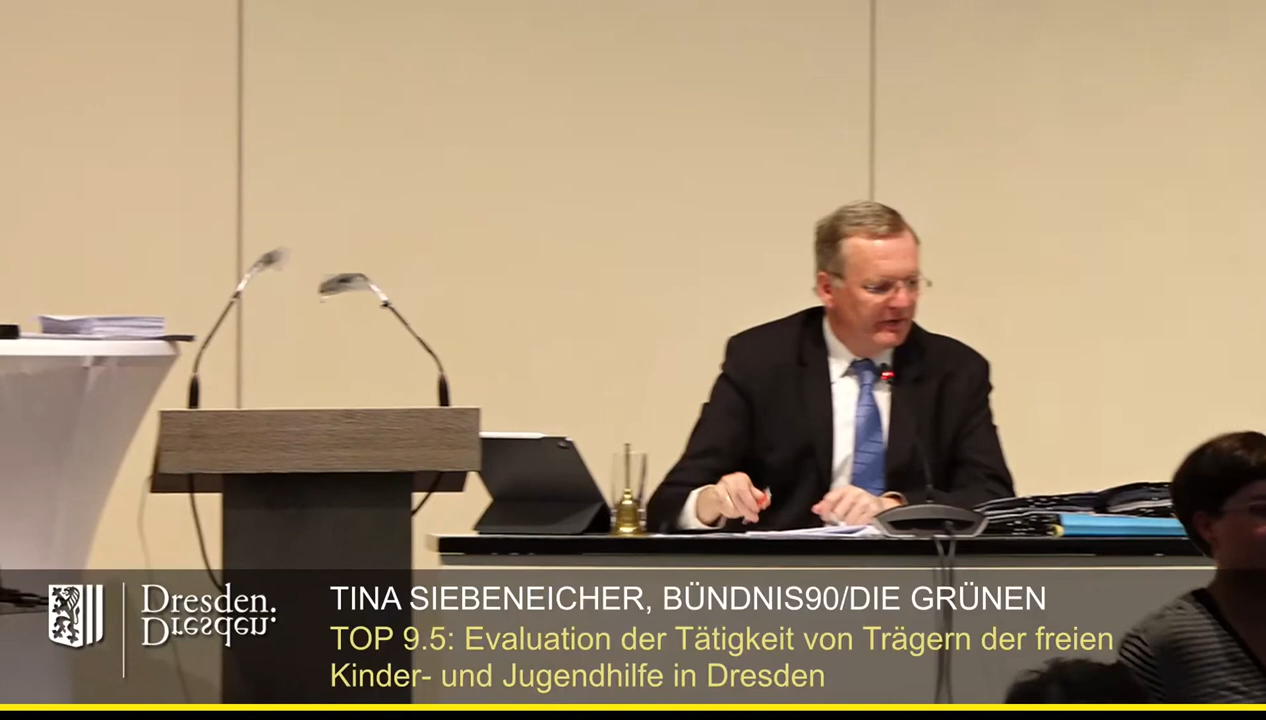 Dresden.
Dresden.
TINA SIEBENEICHER, BÜNDNIS90/DIE GRÜNEN
TOP 9.5: Evaluation der Tätigkeit von Trägern der freien
Kinder- und Jugendhilfe in Dresden